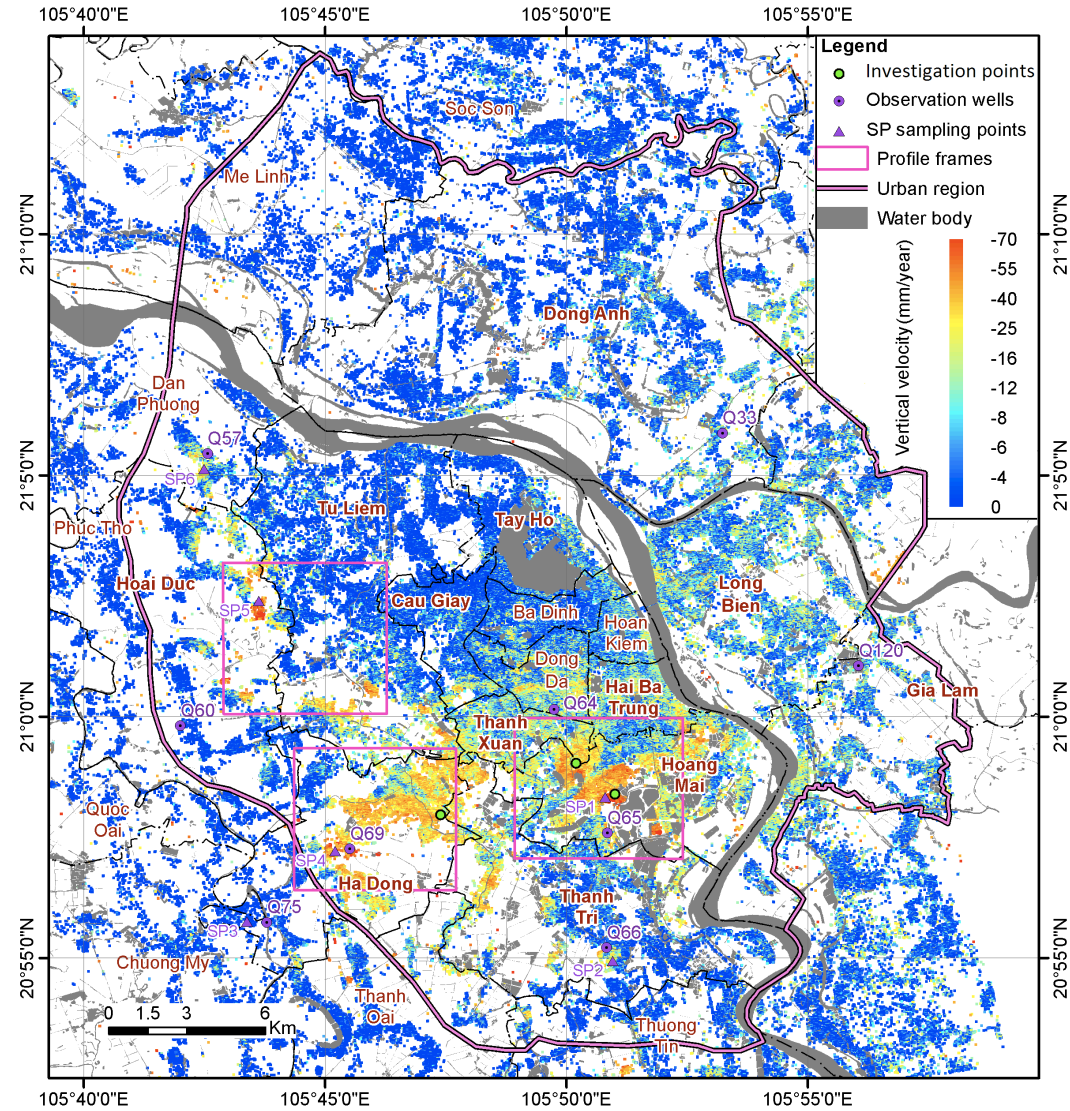 105°40'0"E
105°45'0"E
105°50'0"E
105°55'0"E
Legend
Investigation points
Observation wells
SP sampling points
Profile frames
Urban region
Water body
Vertical velocity (mm/year)
-70
-55
-40
-25
-16
-12
-8
-6
-4
0
21°10'0"N
21°10'0"N
21°5'0"N
21°5'0"N
21°0'0"N
21°0'0"N
20°55'0"N
20°55'0"N
Soc Son
Me Linh
Dong Anh
Dan
Phuong
Q33
Q57
SP6
Tu Liem
Tay Ho
Phuc Tho
Hoai Duc
SP5
Cau Giay
Ba Dinh
Long
Bien
Hoan
Kiem
Dong
Da
Q120
Hai Ba
Trung
Gia Lam
Q60
Q64
Thanh
Xuan
Hoang
Mai
SP1
Q65
Quoc
Oai
Q69
SP4
Ha Dong
Thanh
Tri
Q75
SP3
Q66
SP2
Chuong My
Thanh
Oai
Thuong
Tin
0 1.5 3 6
Km
105°40'0"E
105°45'0"E
105°50'0"E
105°55'0"E